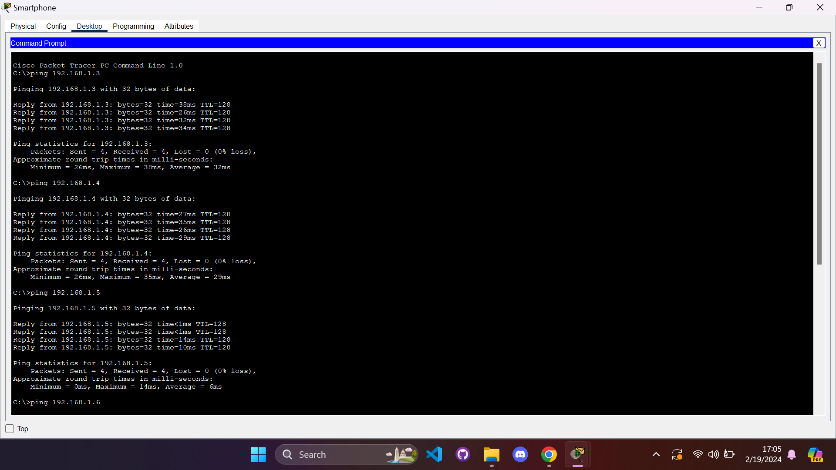 Smartphone
Physical Config Desktop Programming Attributes
Command Prompt X
Cisco Packet Tracer PC Command Line 1.0
C:\>ping 192.168.1.3
Pinging 192.168.1.3 with 32 bytes of data:
Reply from 192.168.1.3: bytes=32 time=38ms TTL=128
Reply from 192.168.1.3: bytes=32 time=26ms TTL=128
Reply from 192.168.1.3: bytes=32 time=32ms TTL=128
Reply from 192.168.1.3: bytes=32 time=34ms TTL=128
Ping statistics for 192.168.1.3:
Packets: Sent = 4, Received = 4, Lost = 0 (0% loss),
Approximate round trip times in milli-seconds:
Minimum = 26ms, Maximum = 38ms, Average = 32ms
C:\>ping 192.168.1.4
Pinging 192.168.1.4 with 32 bytes of data:
Reply from 192.168.1.4: bytes=32 time=27ms TTL=128
Reply from 192.168.1.4: bytes=32 time=35ms TTL=128
Reply from 192.168.1.4: bytes=32 time=26ms TTL=128
Reply from 192.168.1.4: bytes=32 time=29ms TTL=128
Ping statistics for 192.168.1.4:
Packets: Sent = 4, Received = 4, Lost = 0 (0% loss),
Approximate round trip times in milli-seconds:
Minimum = 26ms, Maximum = 35ms, Average = 29ms
C:\>ping 192.168.1.5
Pinging 192.168.1.5 with 32 bytes of data:
Reply from 192.168.1.5: bytes=32 time<1ms TTL=128
Reply from 192.168.1.5: bytes=32 time<1ms TTL=128
Reply from 192.168.1.5: bytes=32 time=14ms TTL=128
Reply from 192.168.1.5: bytes=32 time=10ms TTL=128
Ping statistics for 192.168.1.5:
Packets: Sent = 4, Received = 4, Lost = 0 (0% loss),
Approximate round trip times in milli-seconds:
Minimum = 0ms, Maximum = 14ms, Average = 6ms
C:\>ping 192.168.1.6
Top
Search
17:05
2/19/2024